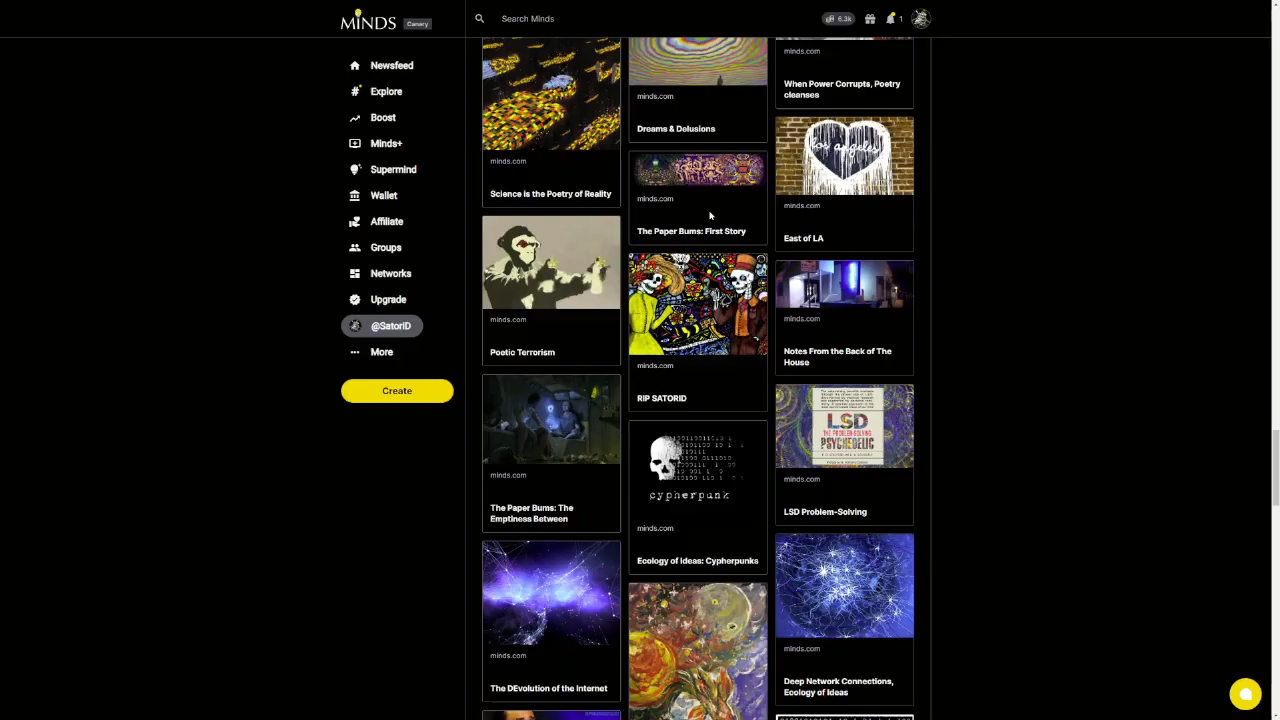 MINDS
Canary
Search Minds
6.3k
1
Newsfeed
Explore
Boost
Minds+
Supermind
Wallet
Affiliate
Groups
Networks
Upgrade
@SatoriD
More
Create
minds.com
Science is the Poetry of Reality
minds.com
Poetic Terrorism
minds.com
The Paper Bums: The
Emptiness Between
minds.com
The DEvolution of the Internet
minds.com
Dreams & Delusions
minds.com
The Paper Bums: First Story
minds.com
RIP SATORID
cypherpunk
minds.com
Ecology of Ideas: Cypherpunks
minds.com
When Power Corrupts, Poetry
cleanses
los angeles
minds.com
East of LA
minds.com
Notes From the Back of The
House
LSD
THE PROBLEM-SOLVING
PSYCHEDELIC
minds.com
LSD Problem-Solving
minds.com
Deep Network Connections,
Ecology of Ideas